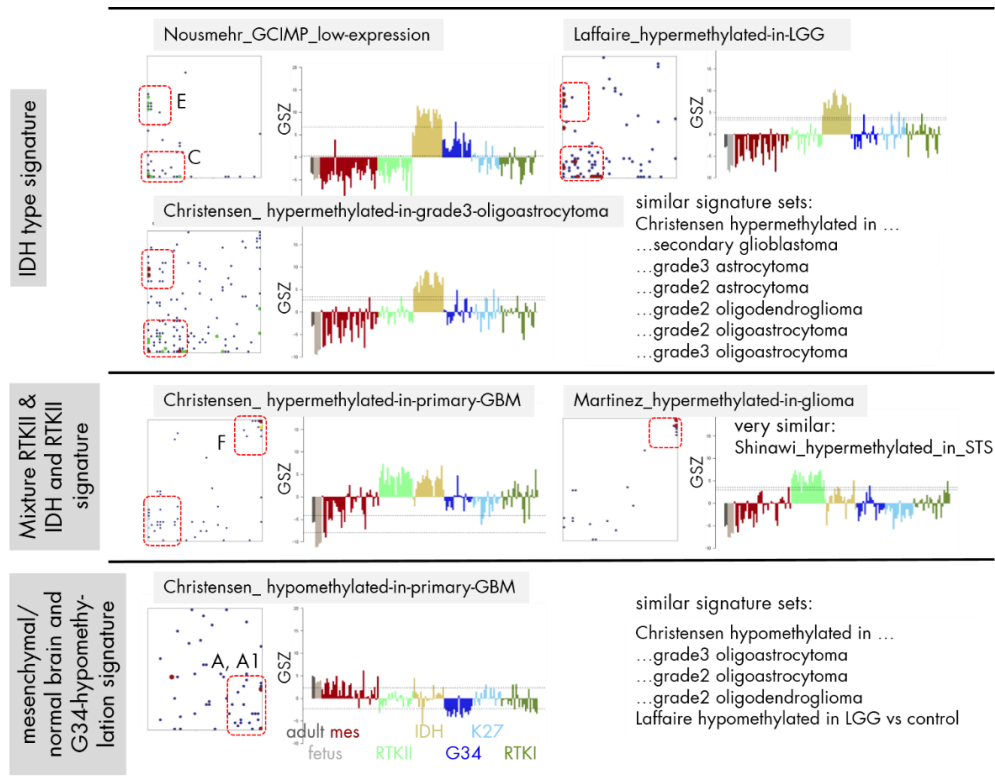 Nousmehr_GCIMP_low-expression
Laffaire_hypermethylated-in-LGG
IDH type signature
E
C
GSZ
GSZ
Christensen_ hypermethylated-in-grade3-oligoastrocytoma
GSZ
similar signature sets:
Christensen hypermethylated in ...
...secondary glioblastoma
...grade3 astrocytoma
...grade2 astrocytoma
...grade2 oligodendroglioma
...grade2 oligoastrocytoma
...grade3 oligoastrocytoma
Mixture RTKII &
IDH and RTKII
signature
Christensen_ hypermethylated-in-primary-GBM
Martinez_hypermethylated-in-glioma
F
GSZ
very similar:
Shinawi_hypermethylated_in_STS
GSZ
mesenchymal/
normal brain and
G34-hypomethy-
lation signature
Christensen_ hypomethylated-in-primary-GBM
A, A1
GSZ
adult mes IDH K27
fetus RTKII G34 RTKI
similar signature sets:
Christensen hypomethylated in ...
...grade3 oligoastrocytoma
...grade2 oligoastrocytoma
...grade2 oligodendroglioma
Laffaire hypomethylated in LGG vs control